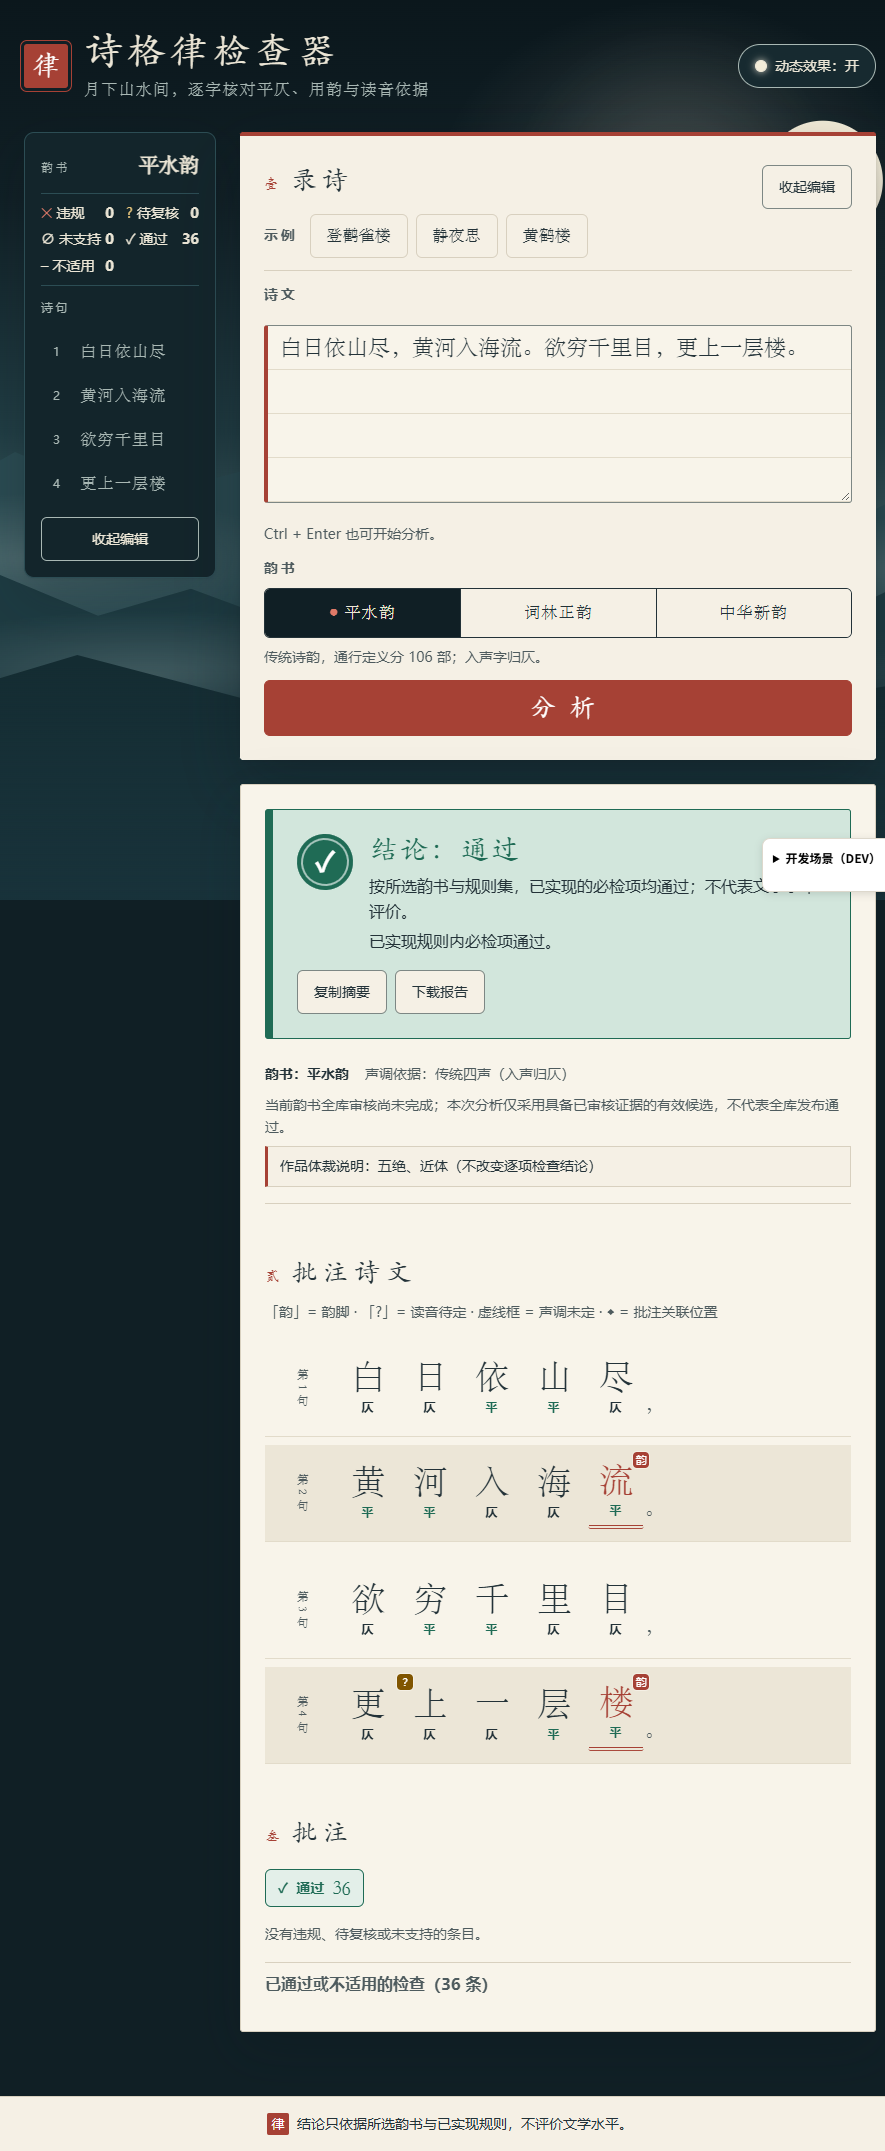 律
诗格律检查器
月下山水间，逐字核对平仄、用韵与读音依据
动态效果：开
韵书 平水韵
× 违规 0 ? 待复核 0
∅ 未支持 0 ✓ 通过 36
– 不适用 0
诗句
1 白日依山尽
2 黄河入海流
3 欲穷千里目
4 更上一层楼
收起编辑
壹 录诗
收起编辑
示例 登鹳雀楼 静夜思 黄鹤楼
诗文
白日依山尽，黄河入海流。欲穷千里目，更上一层楼。
Ctrl + Enter 也可开始分析。
韵书
平水韵 词林正韵 中华新韵
传统诗韵，通行定义分 106 部；入声字归仄。
分析
✓ 结论：通过
▶ 开发场景（DEV）
按所选韵书与规则集，已实现的必检项均通过；不代表文
评价。
已实现规则内必检项通过。
复制摘要 下载报告
韵书：平水韵 声调依据：传统四声（入声归仄）
当前韵书全库审核尚未完成；本次分析仅采用具备已审核证据的有效候选，不代表全库发布通
过。
作品体裁说明：五绝、近体（不改变逐项检查结论）
贰 批注诗文
「韵」= 韵脚 · 「?」= 读音待定 · 虚线框 = 声调未定 · ◆ = 批注关联位置
第1句 白 日 依 山 尽 ，
仄 仄 平 平 仄
第2句 黄 河 入 海 流 韵 。
平 平 仄 仄 平
第3句 欲 穷 千 里 目 ，
仄 平 平 仄 仄
第4句 更 ? 上 一 层 楼 韵 。
仄 仄 仄 平 平
叁 批注
✓ 通过 36
没有违规、待复核或未支持的条目。
已通过或不适用的检查（36 条）
律 结论只依据所选韵书与已实现规则，不评价文学水平。